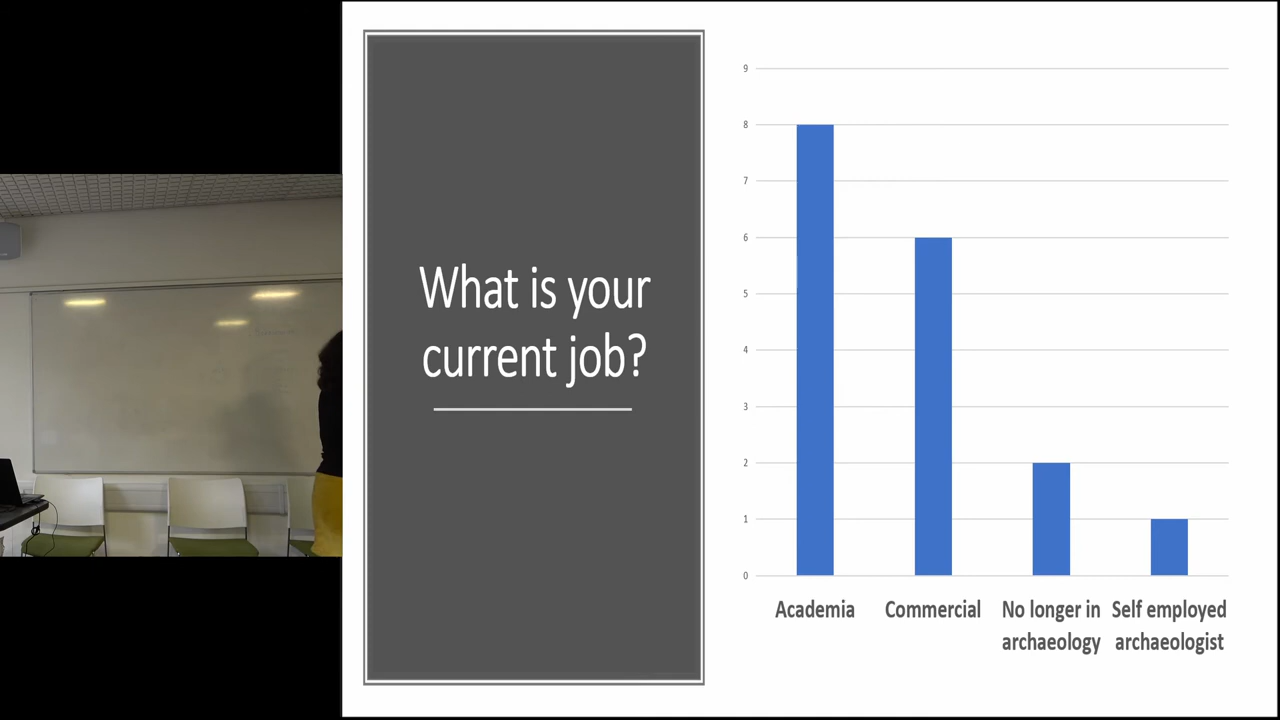 What is your
current job?
9
8
7
6
5
4
3
2
1
0
Academia
Commercial
No longer in
archaeology
Self employed
archaeologist